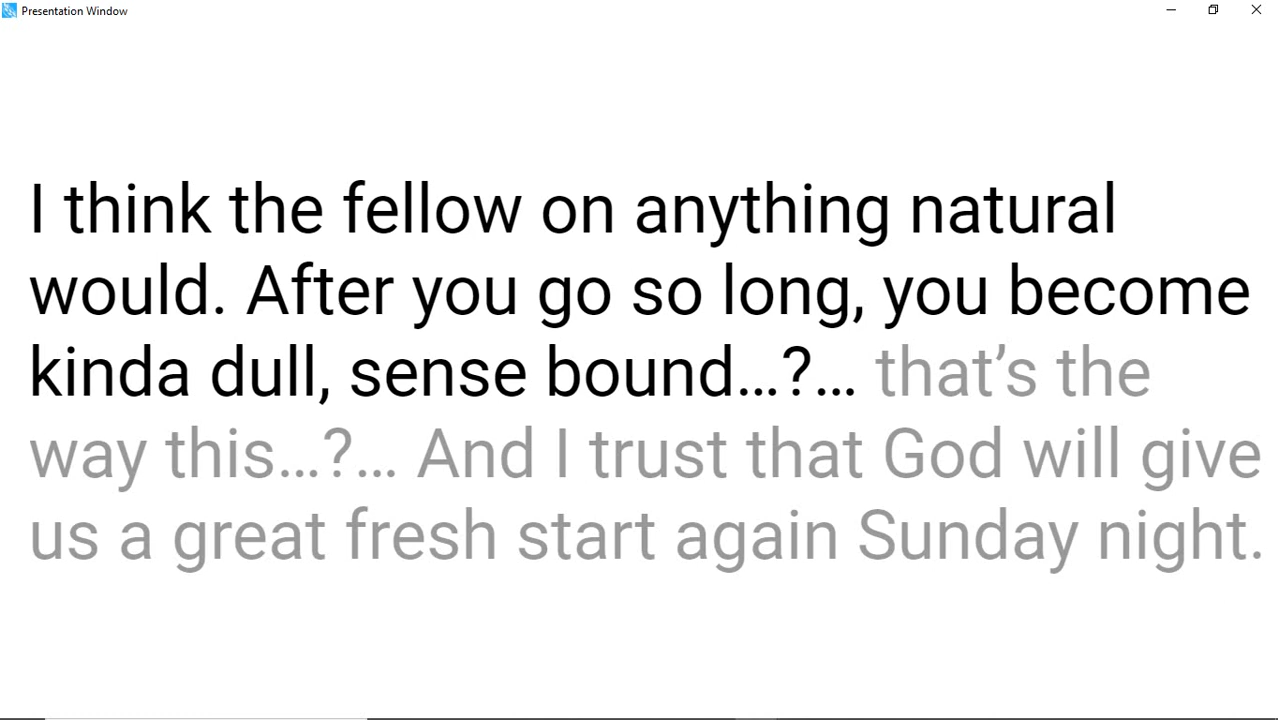 Presentation Window
I think the fellow on anything natural
would. After you go so long, you become
kinda dull, sense bound…?… that’s the
way this…?… And I trust that God will give
us a great fresh start again Sunday night.